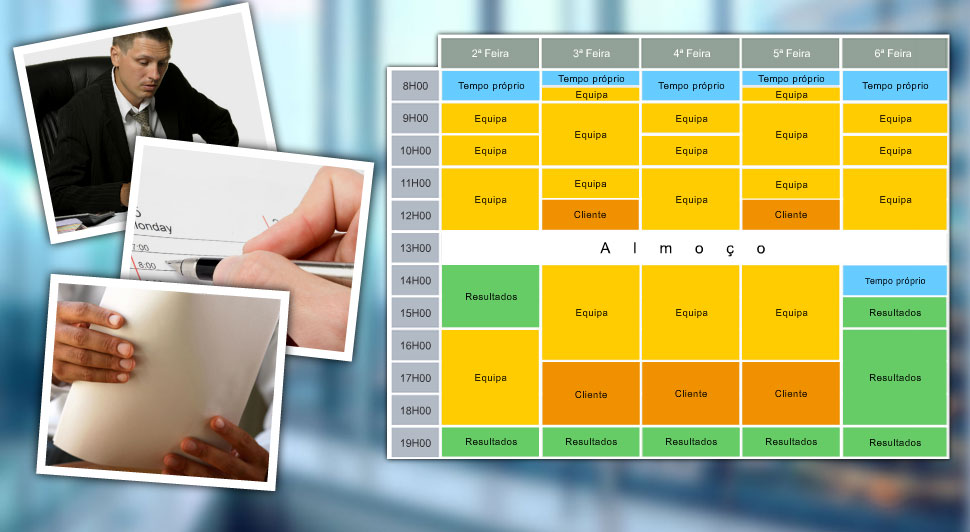 onday
7:00
8:00
2ª Feira 3ª Feira 4ª Feira 5ª Feira 6ª Feira
8H00 Tempo próprio Tempo próprio Tempo próprio Tempo próprio Tempo próprio
Equipa Equipa
9H00 Equipa Equipa Equipa Equipa Equipa
10H00 Equipa Equipa Equipa
11H00 Equipa Equipa Equipa Equipa Equipa
12H00 Cliente Cliente
13H00 Almoço
14H00 Resultados Equipa Equipa Equipa Tempo próprio
15H00 Resultados
16H00 Equipa Resultados
17H00 Cliente Cliente Cliente
18H00
19H00 Resultados Resultados Resultados Resultados Resultados